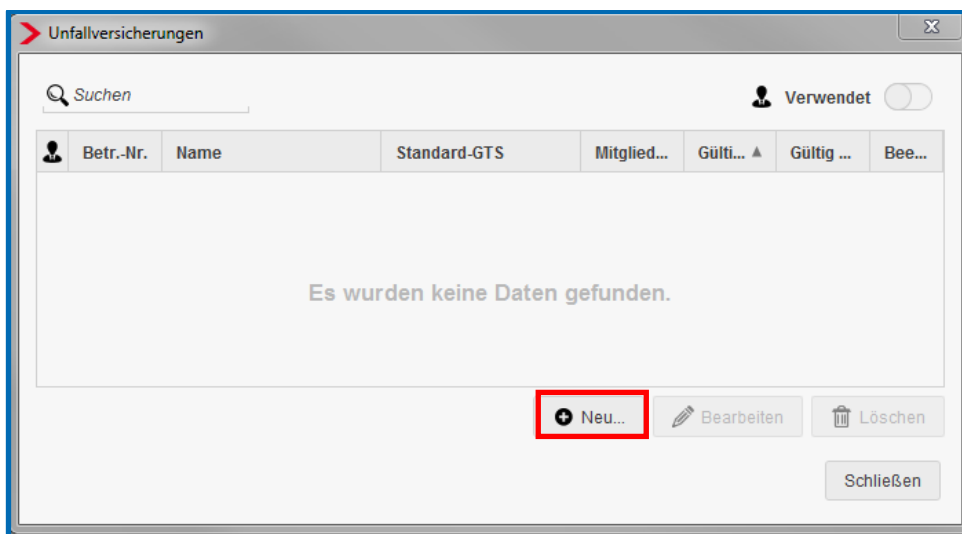 Unfallversicherungen
Suchen Verwendet
Betr.-Nr. Name Standard-GTS Mitglied... Gülti... Gültig ... Bee...
Es wurden keine Daten gefunden.
Neu... Bearbeiten Löschen
Schließen